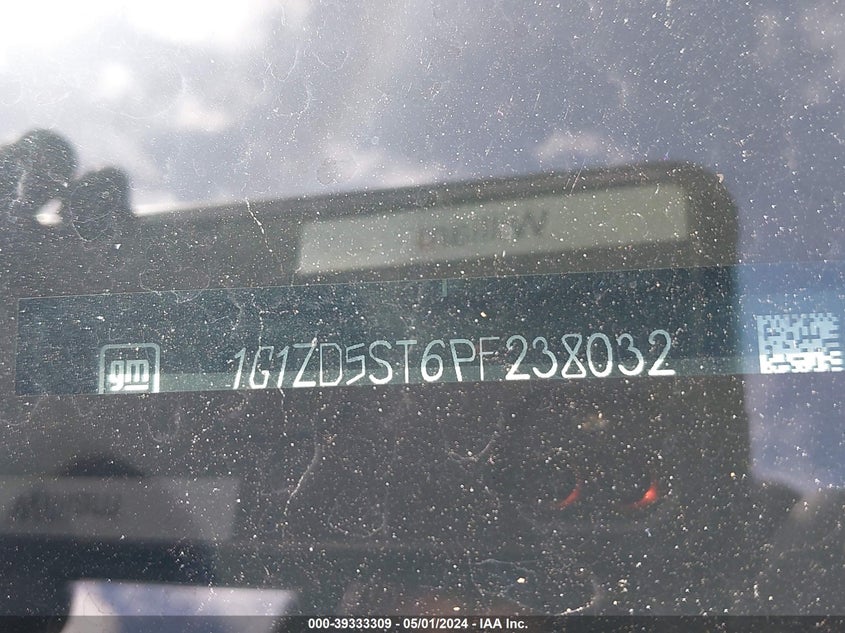 gm 1G1ZD5ST6PF238032
000-39333309 - 05/01/2024 - IAA Inc.